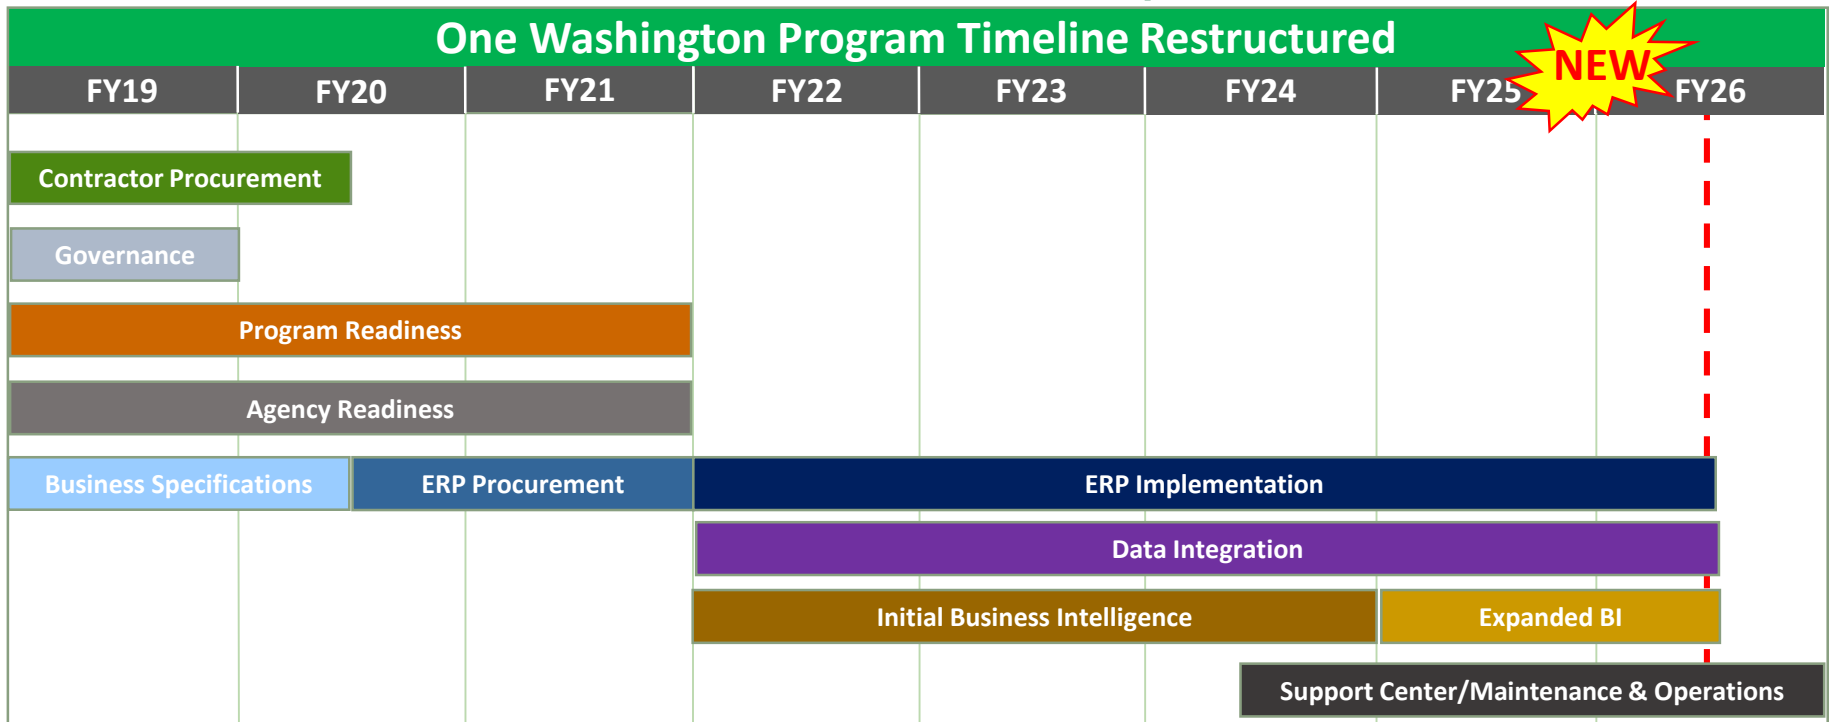 One Washington Program Timeline Restructured
NEW
FY19 FY20 FY21 FY22 FY23 FY24 FY25 FY26
Contractor Procurement
Governance
Program Readiness
Agency Readiness
Business Specifications ERP Procurement ERP Implementation
Data Integration
Initial Business Intelligence Expanded BI
Support Center/Maintenance & Operations